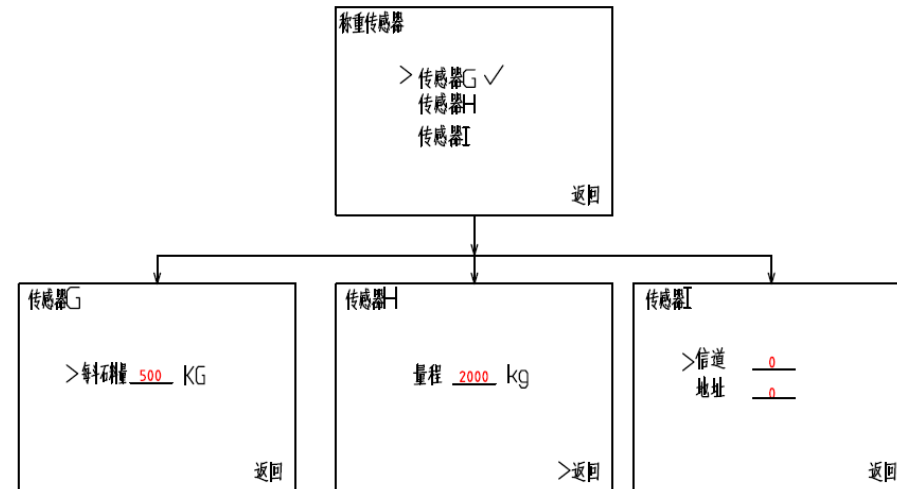 称重传感器
>传感器G✓
传感器H
传感器I
返回
传感器G
>每斗砝糧 500 KG
返回
传感器H
量程 2000 kg
>返回
传感器I
>信道 0
地址 0
返回